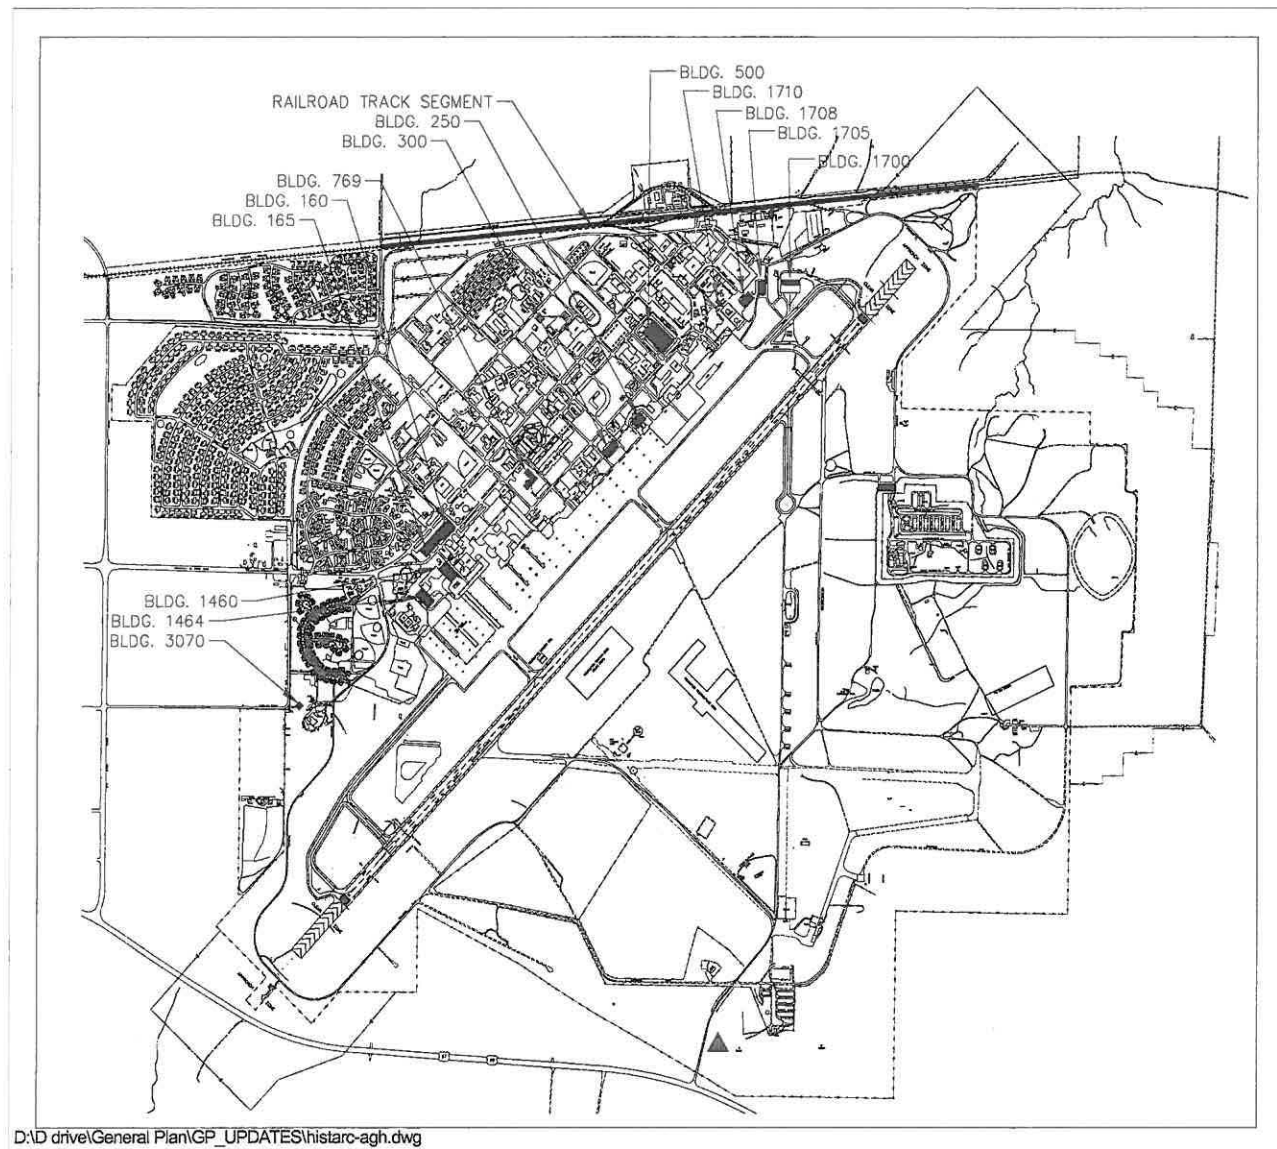 BLDG. 500
BLDG. 1710
RAILROAD TRACK SEGMENT
BLDG. 1708
BLDG. 250
BLDG. 1705
BLDG. 300
BLDG. 1700
BLDG. 769
BLDG. 160
BLDG. 165
BLDG. 1460
BLDG. 1464
BLDG. 3070
D:\D drive\General Plan\GP_UPDATES\histarc-agh.dwg